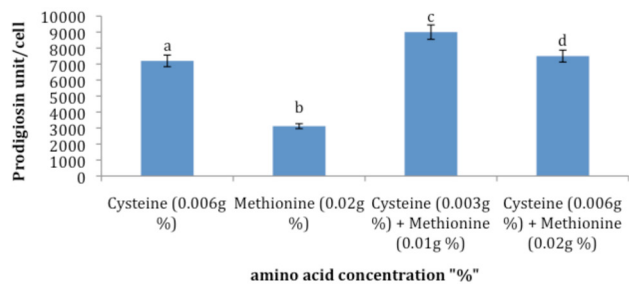 Prodigiosin unit/cell
10000
9000
8000
7000
6000
5000
4000
3000
2000
1000
0
a
b
c
d
Cysteine (0.006g
%)
Methionine (0.02g
%)
Cysteine (0.003g
%) + Methionine
(0.01g %)
Cysteine (0.006g
%) + Methionine
(0.02g %)
amino acid concentration "%"